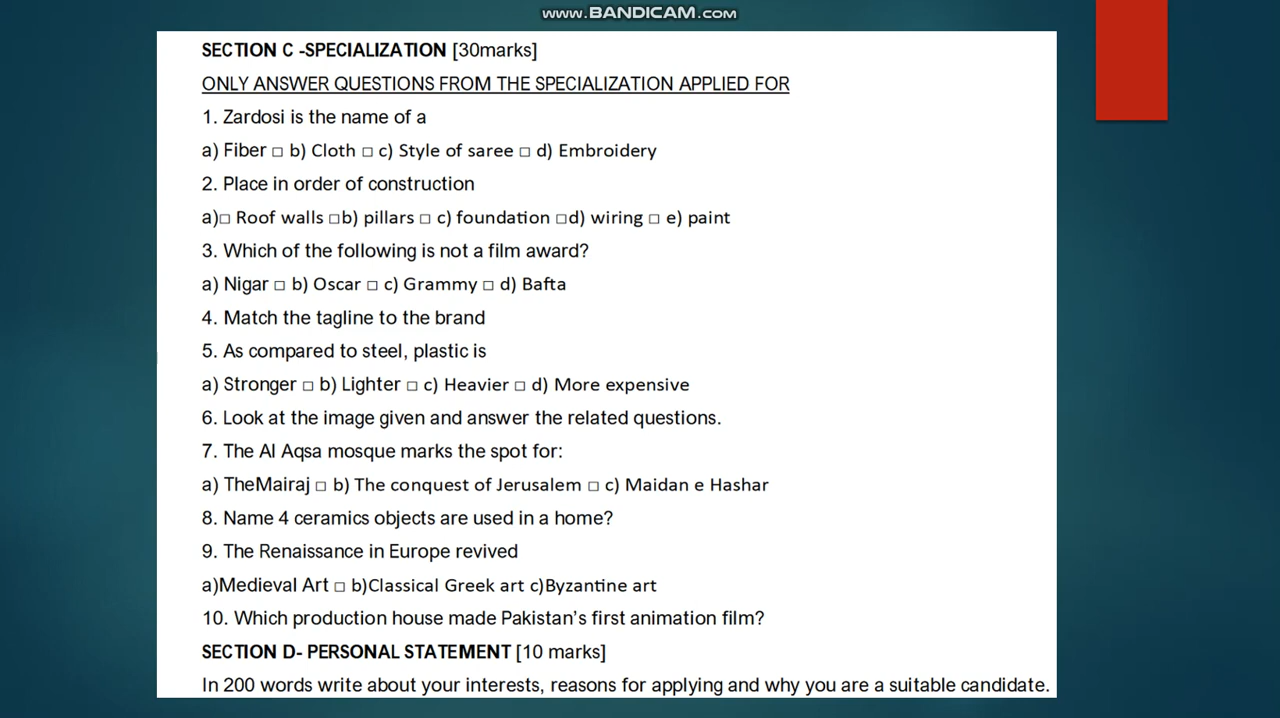 www.BANDICAM.com
SECTION C -SPECIALIZATION [30marks]
ONLY ANSWER QUESTIONS FROM THE SPECIALIZATION APPLIED FOR
1. Zardosi is the name of a
a) Fiber □ b) Cloth □ c) Style of saree □ d) Embroidery
2. Place in order of construction
a)□ Roof walls □b) pillars □ c) foundation □d) wiring □ e) paint
3. Which of the following is not a film award?
a) Nigar □ b) Oscar □ c) Grammy □ d) Bafta
4. Match the tagline to the brand
5. As compared to steel, plastic is
a) Stronger □ b) Lighter □ c) Heavier □ d) More expensive
6. Look at the image given and answer the related questions.
7. The Al Aqsa mosque marks the spot for:
a) TheMairaj □ b) The conquest of Jerusalem □ c) Maidan e Hashar
8. Name 4 ceramics objects are used in a home?
9. The Renaissance in Europe revived
a)Medieval Art □ b)Classical Greek art c)Byzantine art
10. Which production house made Pakistan’s first animation film?
SECTION D- PERSONAL STATEMENT [10 marks]
In 200 words write about your interests, reasons for applying and why you are a suitable candidate.